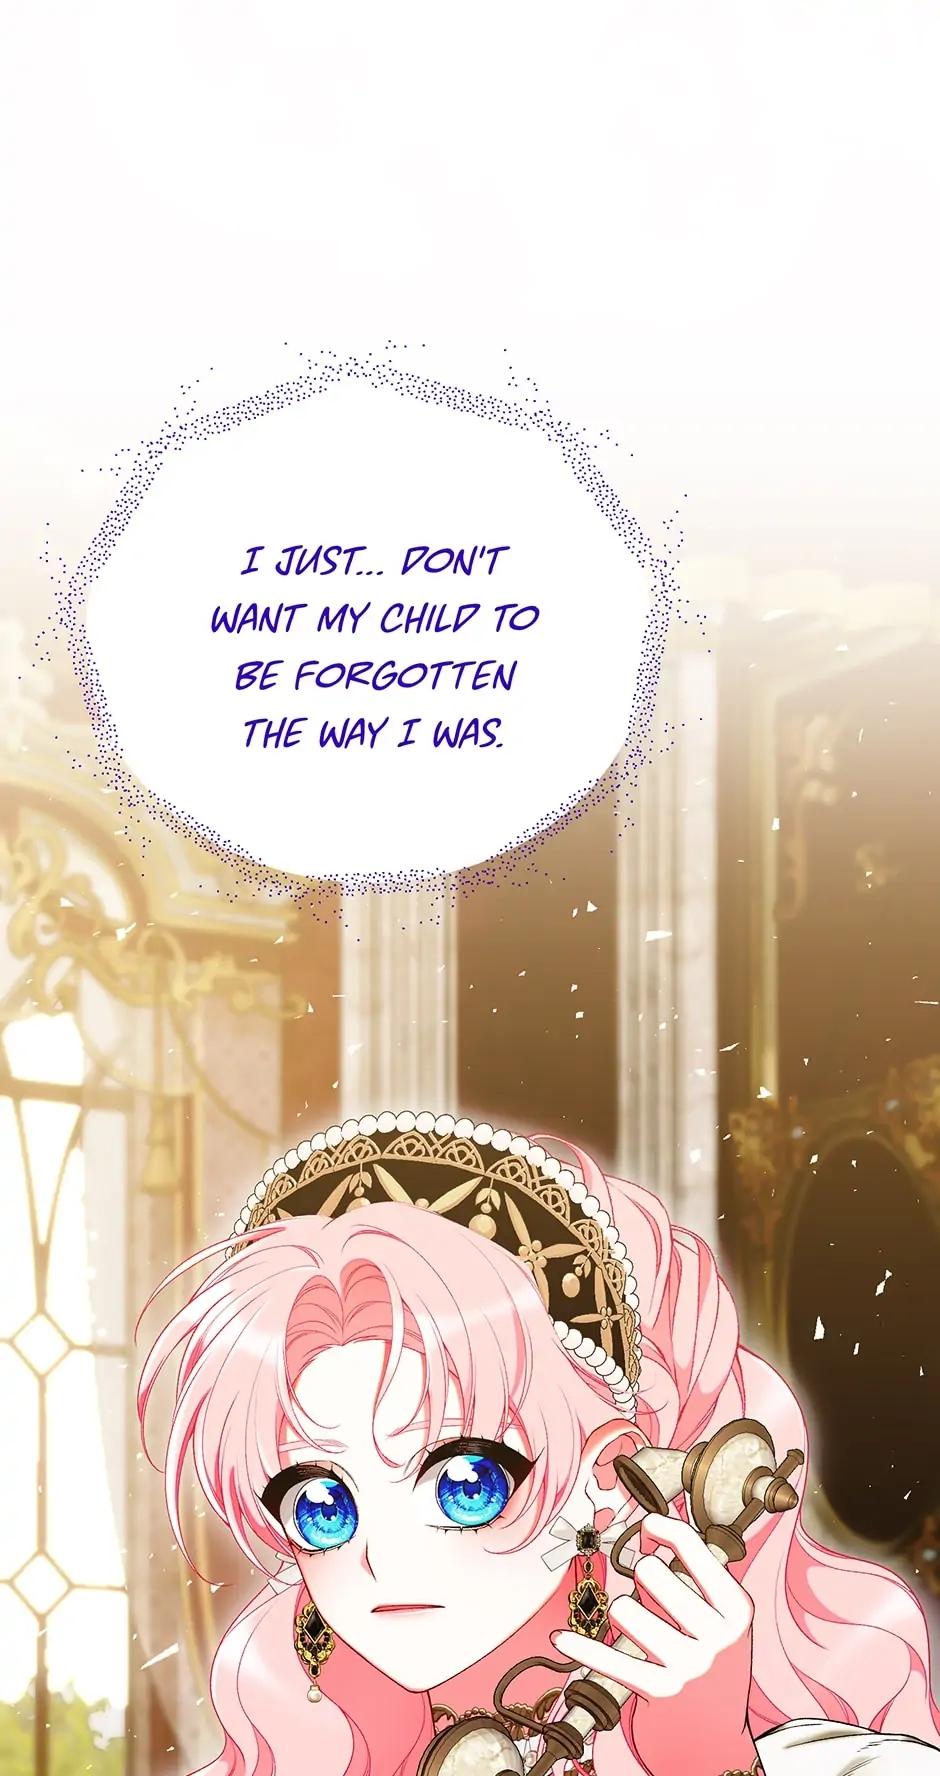 I JUST... DON'T
WANT MY CHILD TO
BE FORGOTTEN
THE WAY I WAS.